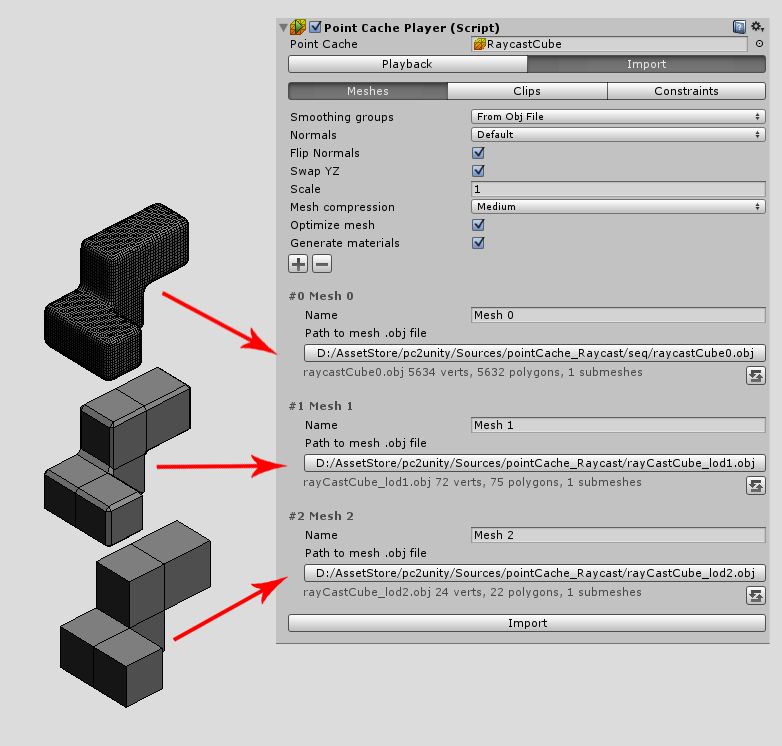 Point Cache Player (Script)
Point Cache RaycastCube
Playback Import
Meshes Clips Constraints
Smoothing groups From Obj File
Normals Default
Flip Normals
Swap YZ
Scale 1
Mesh compression Medium
Optimize mesh
Generate materials
#0 Mesh 0
Name Mesh 0
Path to mesh .obj file
D:/AssetStore/pc2unity/Sources/pointCache_Raycast/seq/raycastCube0.obj
raycastCube0.obj 5634 verts, 5632 polygons, 1 submeshes
#1 Mesh 1
Name Mesh 1
Path to mesh .obj file
D:/AssetStore/pc2unity/Sources/pointCache_Raycast/rayCastCube_lod1.obj
rayCastCube_lod1.obj 72 verts, 75 polygons, 1 submeshes
#2 Mesh 2
Name Mesh 2
Path to mesh .obj file
D:/AssetStore/pc2unity/Sources/pointCache_Raycast/rayCastCube_lod2.obj
rayCastCube_lod2.obj 24 verts, 22 polygons, 1 submeshes
Import